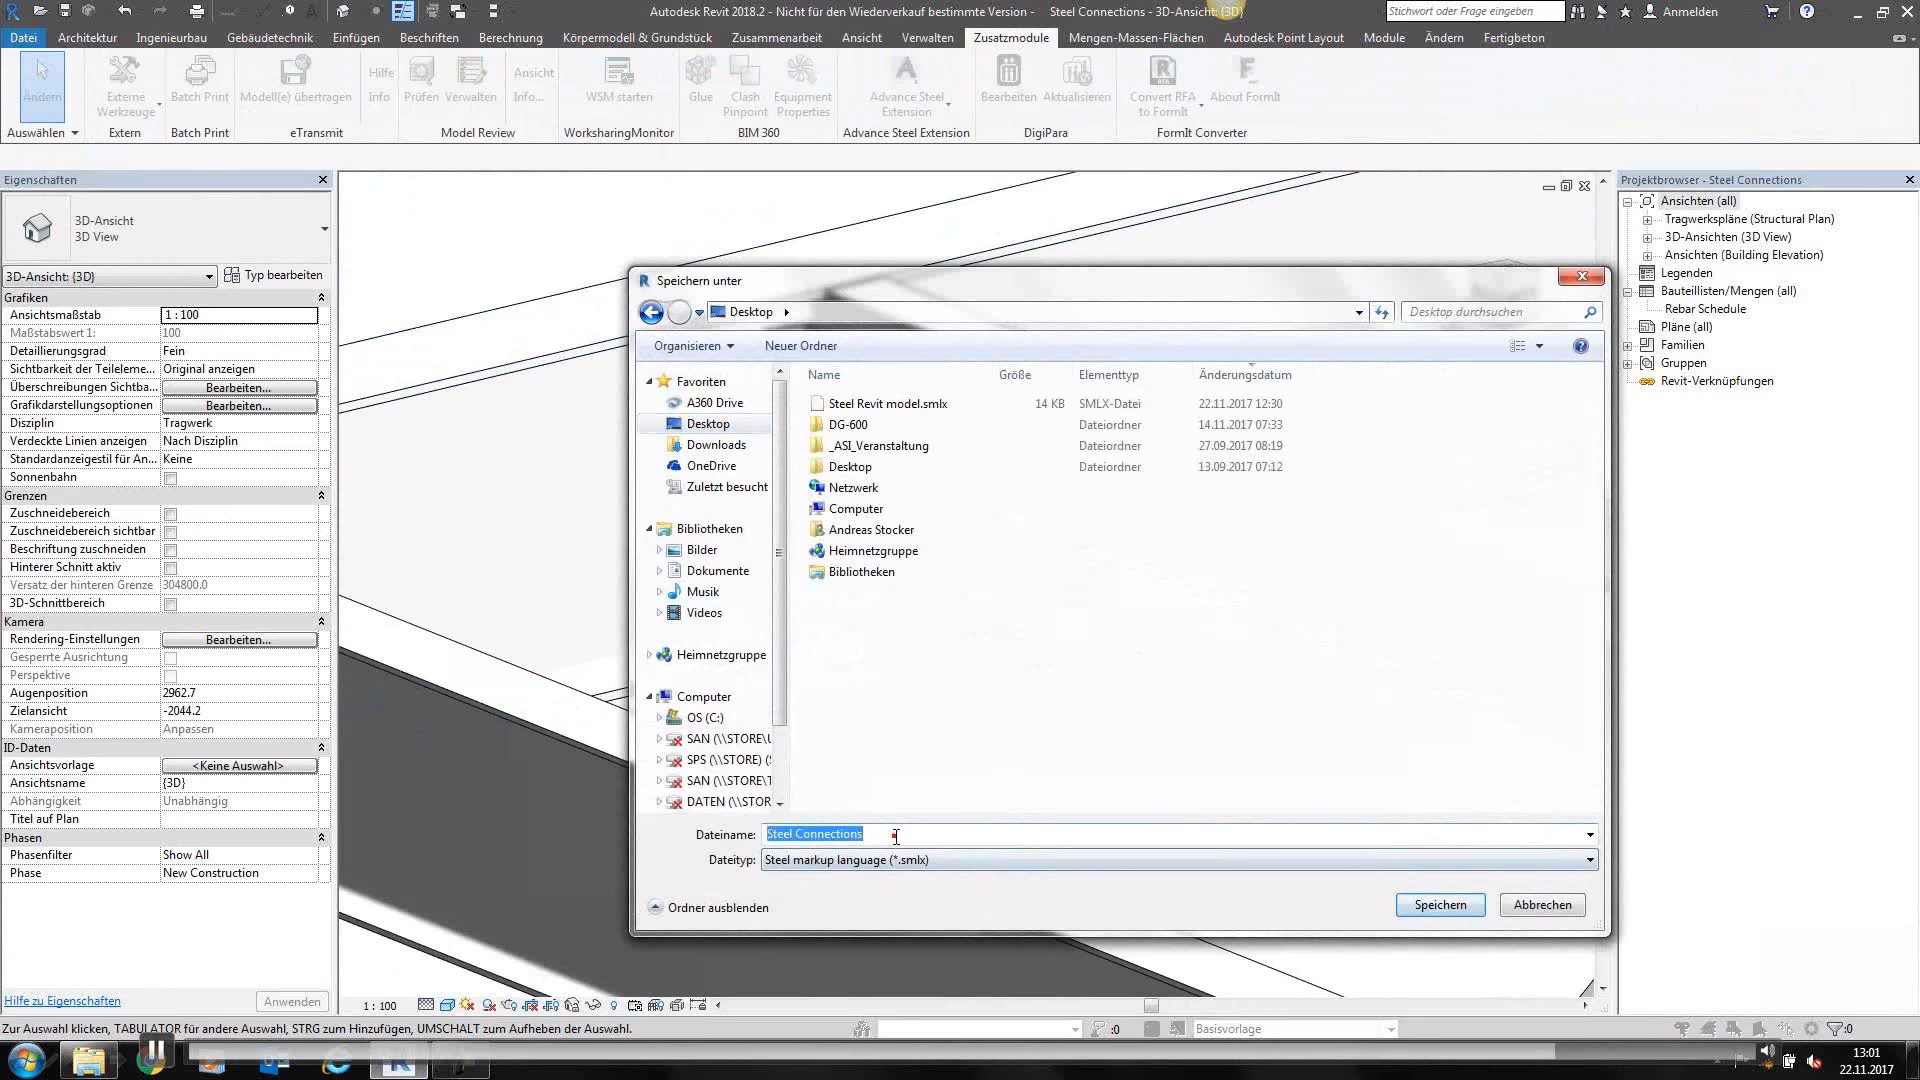 Autodesk Revit 2018.2 - Nicht für den Wiederverkauf bestimmte Version - Steel Connections - 3D-Ansicht: {3D}
Stichwort oder Frage eingeben
Anmelden
Datei Architektur Ingenieurbau Gebäudetechnik Einfügen Beschriften Berechnung Körpermodell & Grundstück Zusammenarbeit Ansicht Verwalten Zusatzmodule Mengen-Massen-Flächen Autodesk Point Layout Module Ändern Fertigbeton
Hilfe Ansicht
Ändern Externe Batch Print Modell(e) übertragen Info Prüfen Verwalten Info... WSM starten Glue Clash Equipment Advance Steel Bearbeiten Aktualisieren Convert RFA About FormIt
Werkzeuge Pinpoint Properties Extension to FormIt
Auswählen Extern Batch Print eTransmit Model Review WorksharingMonitor BIM 360 Advance Steel Extension DigiPara FormIt Converter
Eigenschaften
3D-Ansicht
3D View
3D-Ansicht: {3D} Typ bearbeiten
Grafiken
Ansichtsmaßstab 1 : 100
Maßstabswert 1: 100
Detaillierungsgrad Fein
Sichtbarkeit der Teileleme... Original anzeigen
Überschreibungen Sichtba... Bearbeiten...
Grafikdarstellungsoptionen Bearbeiten...
Disziplin Tragwerk
Verdeckte Linien anzeigen Nach Disziplin
Standardanzeigestil für An... Keine
Sonnenbahn
Grenzen
Zuschneidebereich
Zuschneidebereich sichtbar
Beschriftung zuschneiden
Hinterer Schnitt aktiv
Versatz der hinteren Grenze 304800.0
3D-Schnittbereich
Kamera
Rendering-Einstellungen Bearbeiten...
Gesperrte Ausrichtung
Perspektive
Augenposition 2962.7
Zielansicht -2044.2
Kameraposition Anpassen
ID-Daten
Ansichtsvorlage <Keine Auswahl>
Ansichtsname {3D}
Abhängigkeit Unabhängig
Titel auf Plan
Phasen
Phasenfilter Show All
Phase New Construction
Hilfe zu Eigenschaften Anwenden
Speichern unter
Desktop
Desktop durchsuchen
Organisieren Neuer Ordner
Favoriten
A360 Drive
Desktop
Downloads
OneDrive
Zuletzt besucht
Bibliotheken
Bilder
Dokumente
Musik
Videos
Heimnetzgruppe
Computer
OS (C:)
SAN (\\STORE\U
SPS (\\STORE) (
SAN (\\STORE\T
DATEN (\\STOR
Name Größe Elementtyp Änderungsdatum
Steel Revit model.smlx 14 KB SMLX-Datei 22.11.2017 12:30
DG-600 Dateiordner 14.11.2017 07:33
_ASI_Veranstaltung Dateiordner 27.09.2017 08:19
Desktop Dateiordner 13.09.2017 07:12
Netzwerk
Computer
Andreas Stocker
Heimnetzgruppe
Bibliotheken
Dateiname: Steel Connections
Dateityp: Steel markup language (*.smlx)
Ordner ausblenden Speichern Abbrechen
Projektbrowser - Steel Connections
Ansichten (all)
Tragwerkspläne (Structural Plan)
3D-Ansichten (3D View)
Ansichten (Building Elevation)
Legenden
Bauteillisten/Mengen (all)
Rebar Schedule
Pläne (all)
Familien
Gruppen
Revit-Verknüpfungen
1 : 100
Zur Auswahl klicken, TABULATOR für andere Auswahl, STRG zum Hinzufügen, UMSCHALT zum Aufheben der Auswahl.
:0 Basisvorlage :0
13:01
22.11.2017